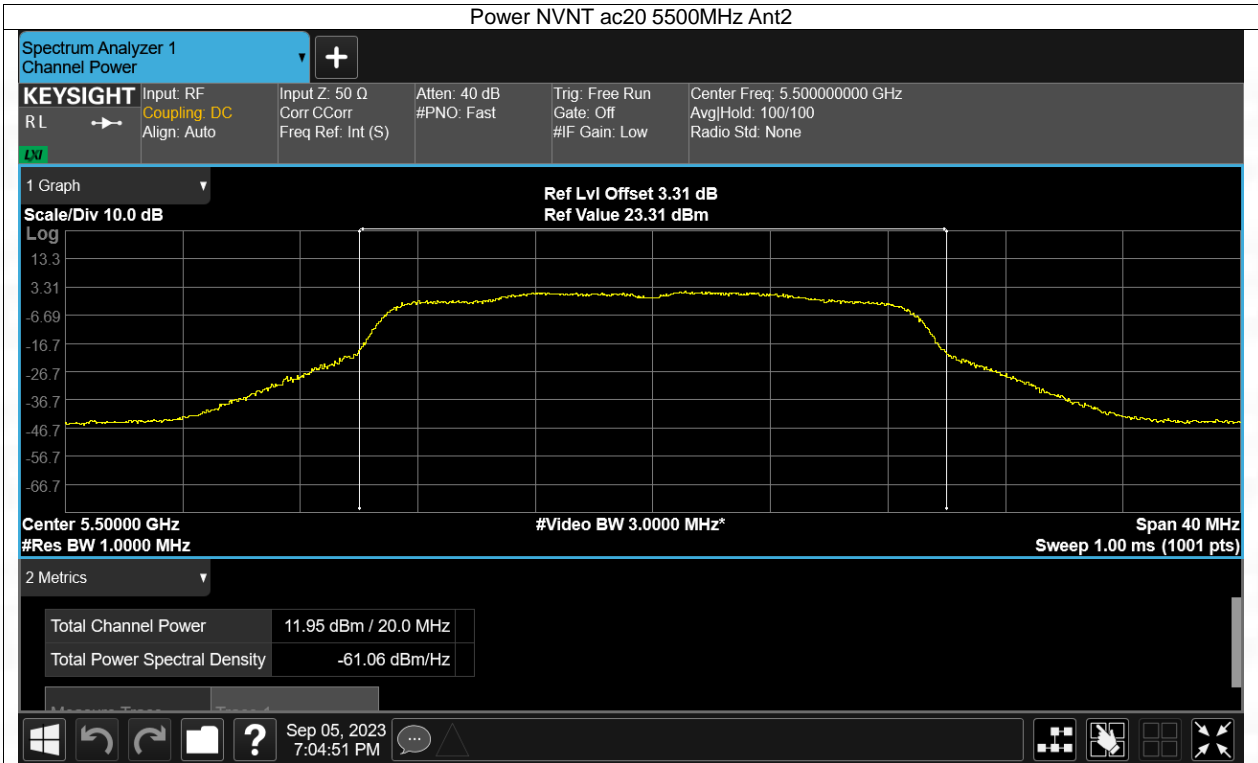 Power NVNT ac20 5500MHz Ant2
Spectrum Analyzer 1
Channel Power
KEYSIGHT
RL
LXI
Input: RF
Coupling: DC
Align: Auto
Input Z: 50 Ω
Corr CCorr
Freq Ref: Int (S)
Atten: 40 dB
#PNO: Fast
Trig: Free Run
Gate: Off
#IF Gain: Low
Center Freq: 5.500000000 GHz
Avg|Hold: 100/100
Radio Std: None
1 Graph
Scale/Div 10.0 dB
Ref Lvl Offset 3.31 dB
Ref Value 23.31 dBm
Log
13.3
3.31
-6.69
-16.7
-26.7
-36.7
-46.7
-56.7
-66.7
Center 5.50000 GHz
#Res BW 1.0000 MHz
#Video BW 3.0000 MHz*
Span 40 MHz
Sweep 1.00 ms (1001 pts)
2 Metrics
Total Channel Power 11.95 dBm / 20.0 MHz
Total Power Spectral Density -61.06 dBm/Hz
Sep 05, 2023
7:04:51 PM